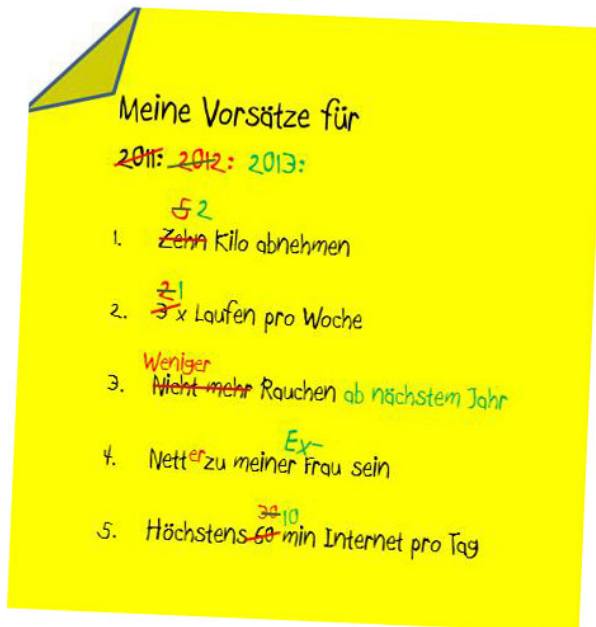 Meine Vorsätze für
2011: 2012: 2013:
5 2
1. Zehn Kilo abnehmen
2 1
2. 3 x Laufen pro Woche
Weniger
3. Nicht mehr Rauchen ab nächstem Jahr
Ex-
4. Netter zu meiner Frau sein
30 10
5. Höchstens 60 min Internet pro Tag